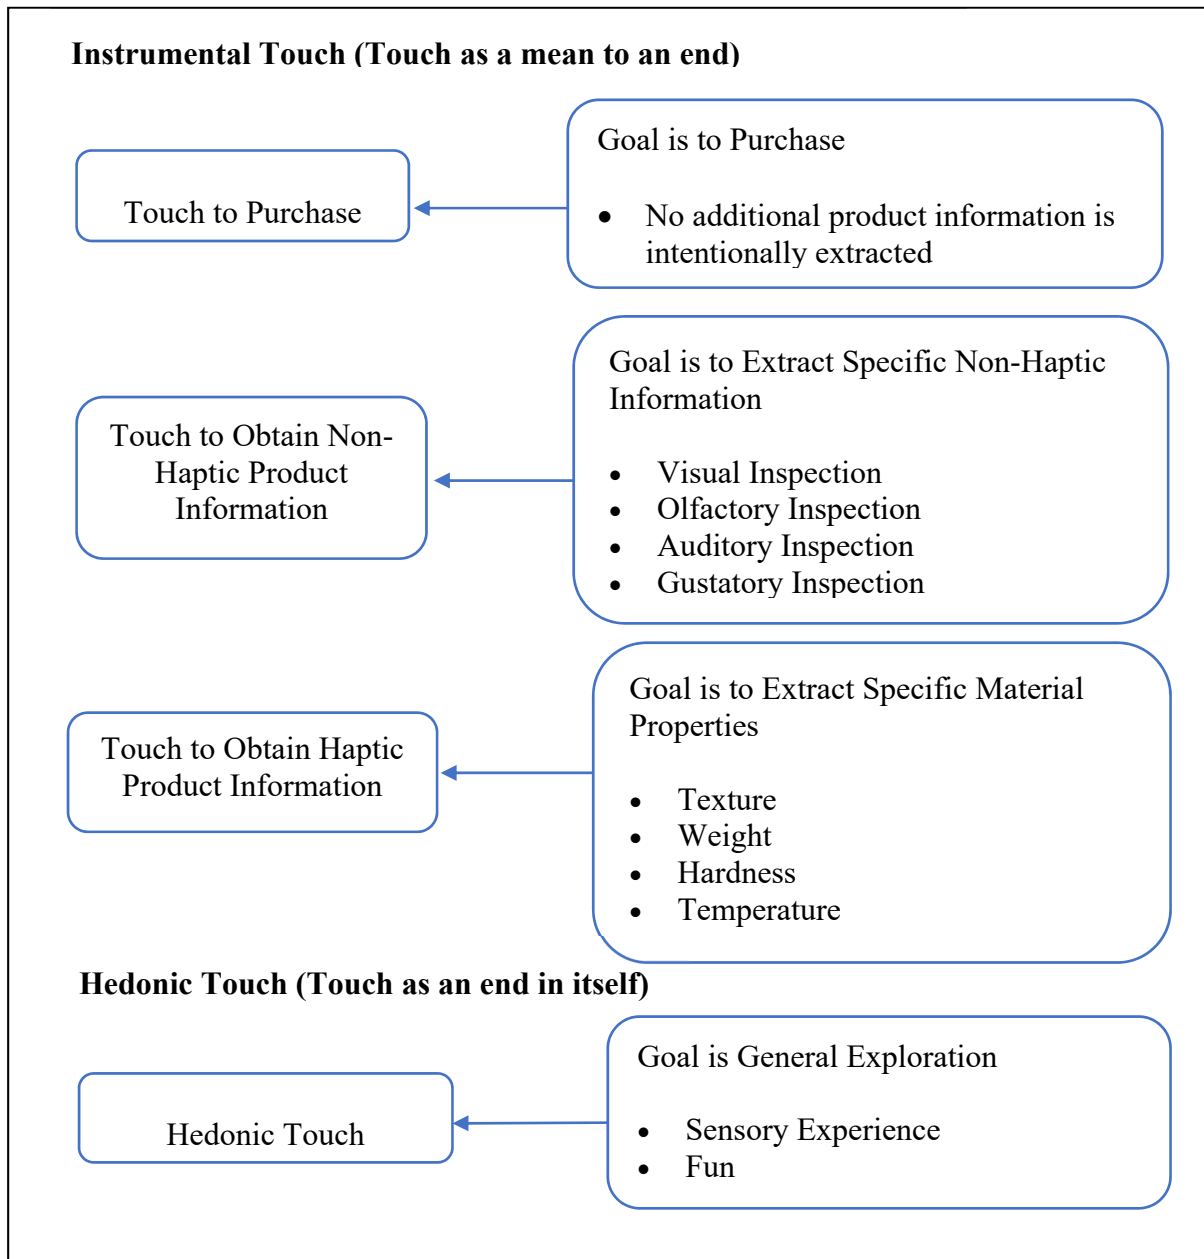 Instrumental Touch (Touch as a mean to an end)
Goal is to Purchase
Touch to Purchase
• No additional product information is
intentionally extracted
Goal is to Extract Specific Non-Haptic
Information
Touch to Obtain Non-
Haptic Product
Information
• Visual Inspection
• Olfactory Inspection
• Auditory Inspection
• Gustatory Inspection
Goal is to Extract Specific Material
Properties
Touch to Obtain Haptic
Product Information
• Texture
• Weight
• Hardness
• Temperature
Hedonic Touch (Touch as an end in itself)
Goal is General Exploration
Hedonic Touch
• Sensory Experience
• Fun